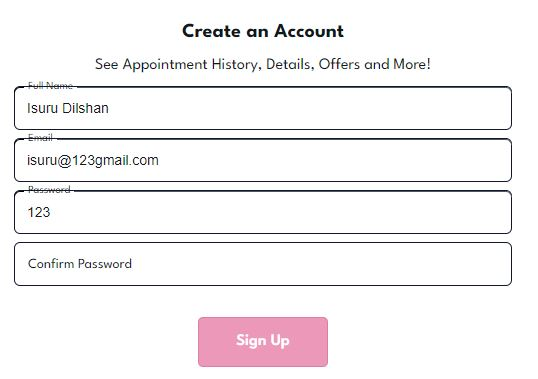 Create an Account
See Appointment History, Details, Offers and More!
Full Name
Isuru Dilshan
Email
isuru@123gmail.com
Password
123
Confirm Password
Sign Up